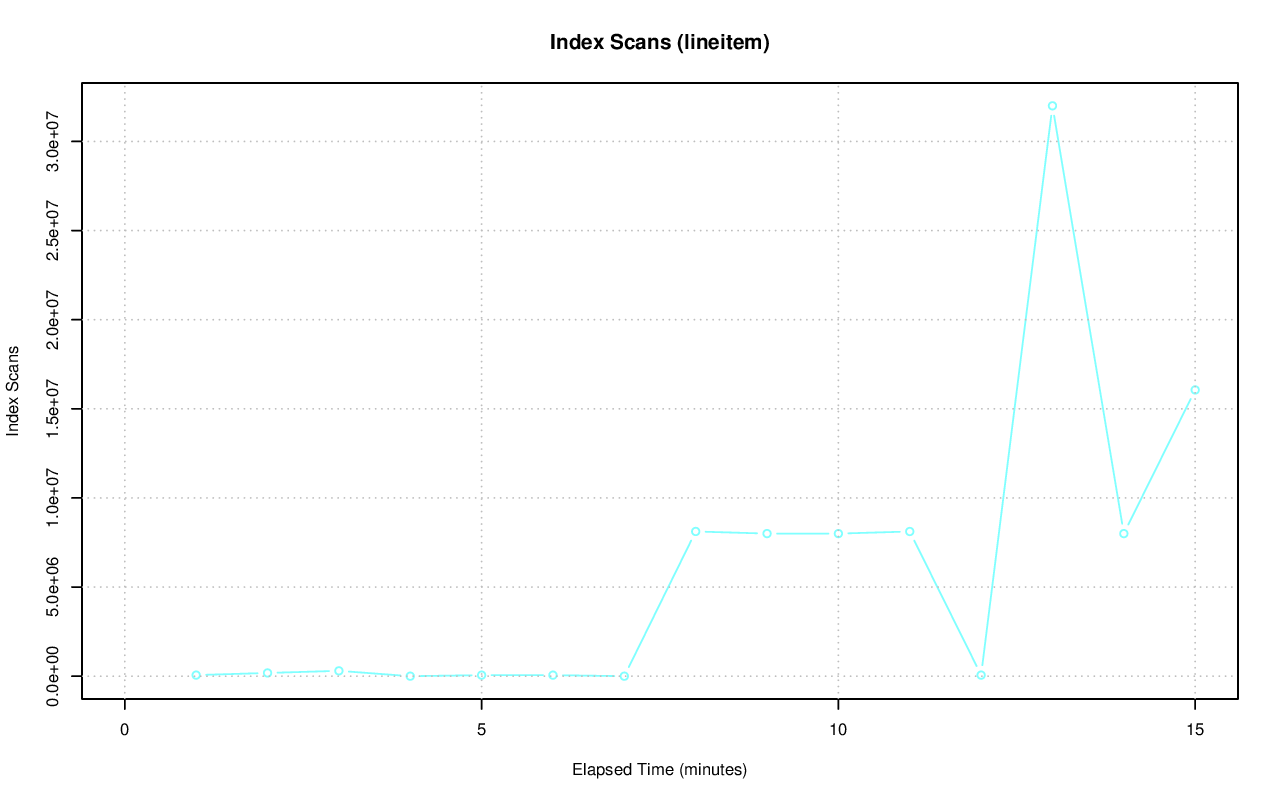 Index Scans (lineitem)
Index Scans
3.0e+07
2.5e+07
2.0e+07
1.5e+07
1.0e+07
5.0e+06
0.0e+00
0 5 10 15
Elapsed Time (minutes)